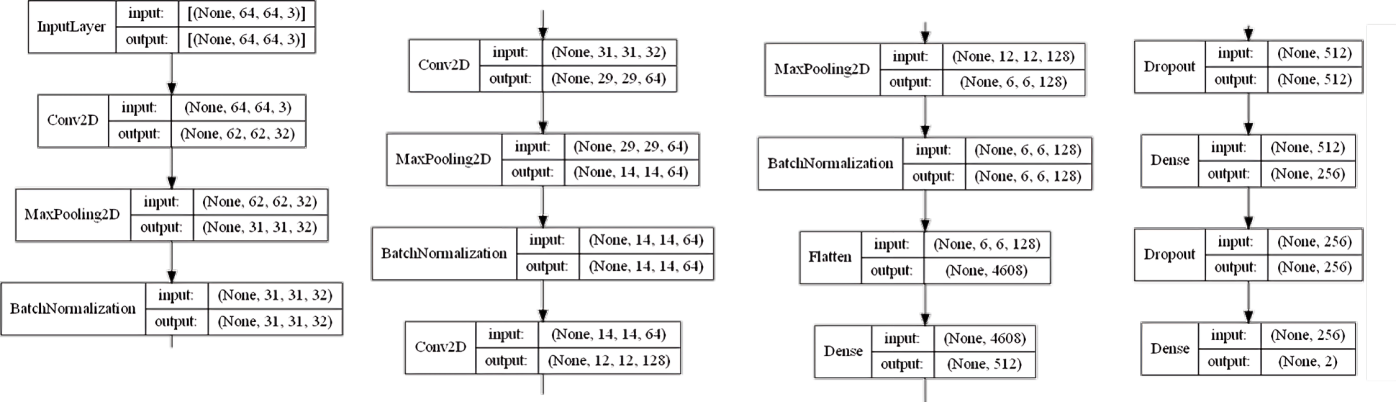 InputLayer
input: [(None, 64, 64, 3)]
output: [(None, 64, 64, 3)]
Conv2D
input: (None, 64, 64, 3)
output: (None, 62, 62, 32)
MaxPooling2D
input: (None, 62, 62, 32)
output: (None, 31, 31, 32)
BatchNormalization
input: (None, 31, 31, 32)
output: (None, 31, 31, 32)
Conv2D
input: (None, 31, 31, 32)
output: (None, 29, 29, 64)
MaxPooling2D
input: (None, 29, 29, 64)
output: (None, 14, 14, 64)
BatchNormalization
input: (None, 14, 14, 64)
output: (None, 14, 14, 64)
Conv2D
input: (None, 14, 14, 64)
output: (None, 12, 12, 128)
MaxPooling2D
input: (None, 12, 12, 128)
output: (None, 6, 6, 128)
BatchNormalization
input: (None, 6, 6, 128)
output: (None, 6, 6, 128)
Flatten
input: (None, 6, 6, 128)
output: (None, 4608)
Dense
input: (None, 4608)
output: (None, 512)
Dropout
input: (None, 512)
output: (None, 512)
Dense
input: (None, 512)
output: (None, 256)
Dropout
input: (None, 256)
output: (None, 256)
Dense
input: (None, 256)
output: (None, 2)